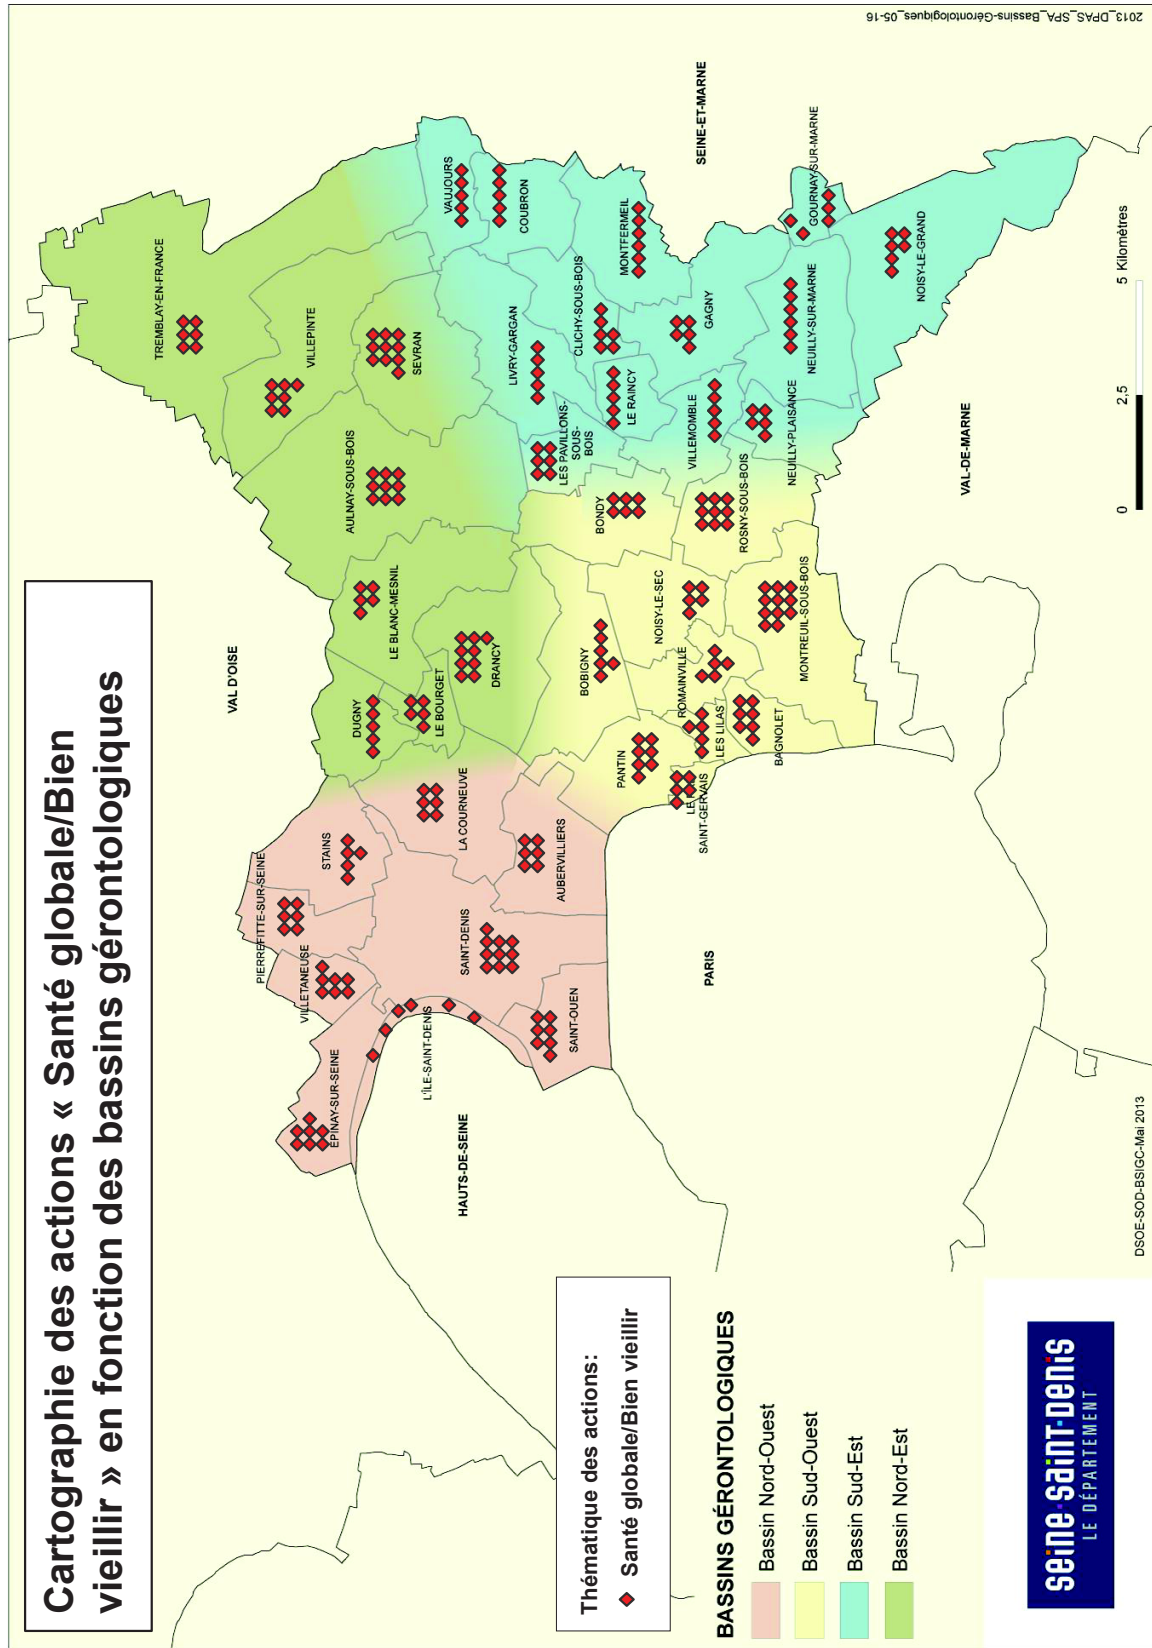 Cartographie des actions « Santé globale/Bien
vieillir » en fonction des bassins gérontologiques
VAL D'OISE
TREMBLAY-EN-FRANCE
VILLEPINTE
SEVRAN
AULNAY-SOUS-BOIS
LE BLANC-MESNIL
DUGNY
LE BOURGET
DRANCY
PIERREFITTE-SUR-SEINE
STAINS
VILLETANEUSE
ÉPINAY-SUR-SEINE
LA COURNEUVE
L'ÎLE-SAINT-DENIS
SAINT-DENIS
AUBERVILLIERS
SAINT-OUEN
HAUTS-DE-SEINE
VAUJOURS
COUBRON
LIVRY-GARGAN
CLICHY-SOUS-BOIS
MONTFERMEIL
LES PAVILLONS-
SOUS-
BOIS
LE RAINCY
GAGNY
VILLEMOMBLE
NEUILLY-PLAISANCE
NEUILLY-SUR-MARNE
GOURNAY-SUR-MARNE
NOISY-LE-GRAND
SEINE-ET-MARNE
BONDY
BOBIGNY
NOISY-LE-SEC
ROSNY-SOUS-BOIS
ROMAINVILLE
PANTIN
LES LILAS
LE
SAINT-GERVAIS
BAGNOLET
MONTREUIL-SOUS-BOIS
PARIS
VAL-DE-MARNE
Thématique des actions:
Santé globale/Bien vieillir
BASSINS GÉRONTOLOGIQUES
Bassin Nord-Ouest
Bassin Sud-Ouest
Bassin Sud-Est
Bassin Nord-Est
seine-saint-denis
LE DÉPARTEMENT
DSOE-SOD-BSIGC-Mai 2013
0 2,5 5 Kilomètres
2013_DPAS_SPA_Bassins-Gérontologiques_05-16